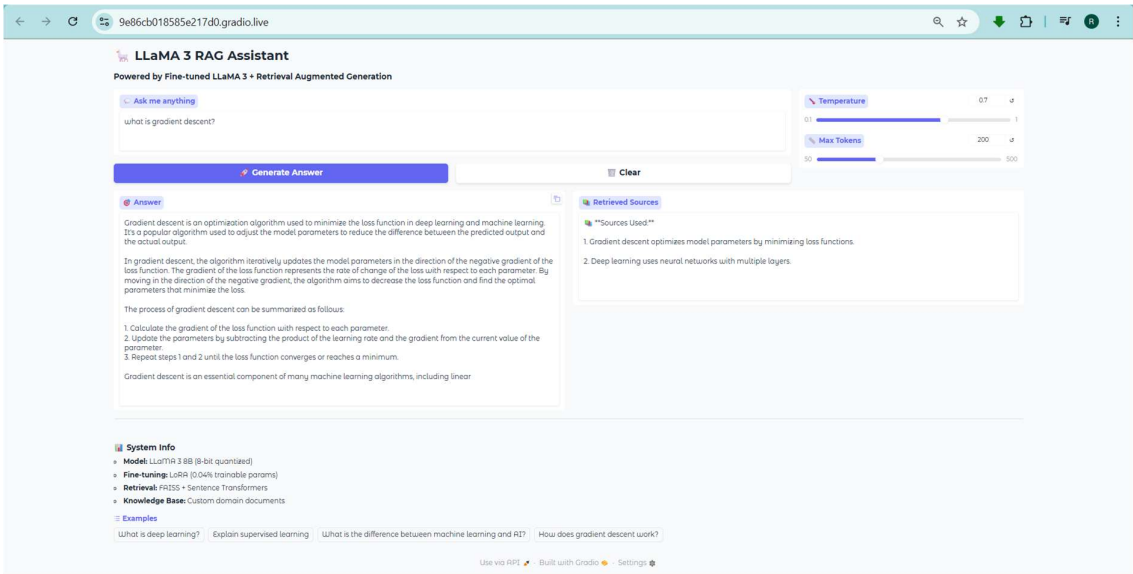 9e86cb018585e217d0.gradio.live
R
LLaMA 3 RAG Assistant
Powered by Fine-tuned LLaMA 3 + Retrieval Augmented Generation
Ask me anything
what is gradient descent?
Temperature
0.7
0.1
1
Max Tokens
200
50
500
Generate Answer
Clear
Answer
Gradient descent is an optimization algorithm used to minimize the loss function in deep learning and machine learning.
It's a popular algorithm used to adjust the model parameters to reduce the difference between the predicted output and
the actual output.
In gradient descent, the algorithm iteratively updates the model parameters in the direction of the negative gradient of the
loss function. The gradient of the loss function represents the rate of change of the loss with respect to each parameter. By
moving in the direction of the negative gradient, the algorithm aims to decrease the loss function and find the optimal
parameters that minimize the loss.
The process of gradient descent can be summarized as follows:
1. Calculate the gradient of the loss function with respect to each parameter.
2. Update the parameters by subtracting the product of the learning rate and the gradient from the current value of the
parameter.
3. Repeat steps 1 and 2 until the loss function converges or reaches a minimum.
Gradient descent is an essential component of many machine learning algorithms, including linear
Retrieved Sources
**Sources Used:**
1. Gradient descent optimizes model parameters by minimizing loss functions.
2. Deep learning uses neural networks with multiple layers.
System Info
Model: LLaMA 3 8B (8-bit quantized)
Fine-tuning: LoRA (0.04% trainable params)
Retrieval: FAISS + Sentence Transformers
Knowledge Base: Custom domain documents
Examples
What is deep learning?
Explain supervised learning
What is the difference between machine learning and AI?
How does gradient descent work?
Use via API · Built with Gradio · Settings